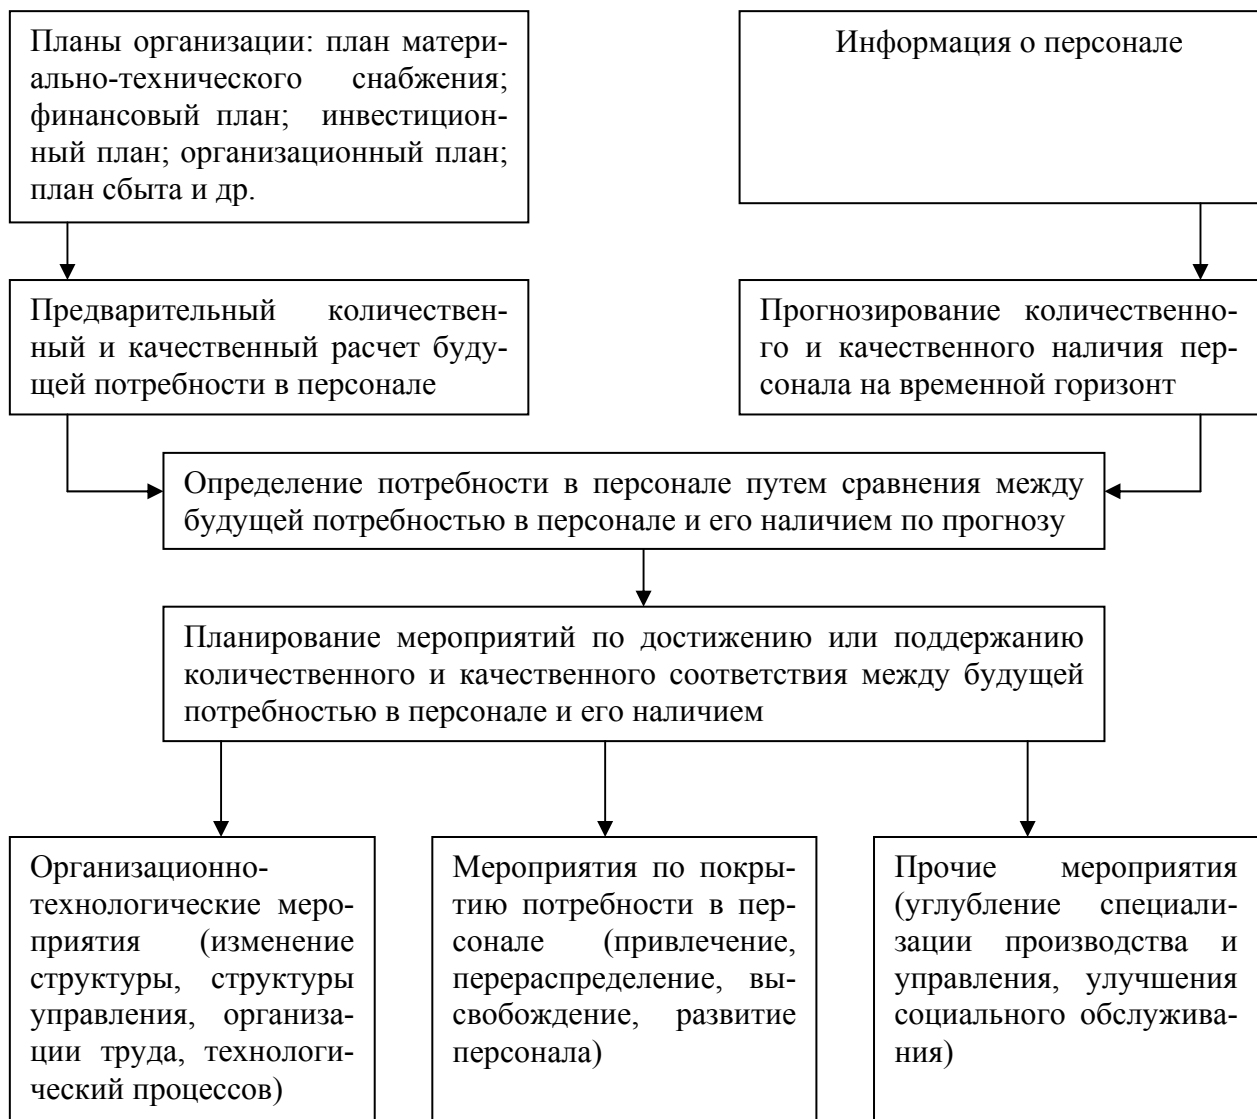 Планы организации: план матери-
ально-технического снабжения;
финансовый план; инвестицион-
ный план; организационный план;
план сбыта и др.
Информация о персонале
Предварительный количествен-
ный и качественный расчет буду-
щей потребности в персонале
Прогнозирование количественно-
го и качественного наличия пер-
сонала на временной горизонт
Определение потребности в персонале путем сравнения между
будущей потребностью в персонале и его наличием по прогнозу
Планирование мероприятий по достижению или поддержанию
количественного и качественного соответствия между будущей
потребностью в персонале и его наличием
Организационно-
технологические меро-
приятия (изменение
структуры, структуры
управления, организа-
ции труда, технологи-
ческий процессов)
Мероприятия по покры-
тию потребности в пер-
сонале (привлечение,
перераспределение, вы-
свобождение, развитие
персонала)
Прочие мероприятия
(углубление специали-
зации производства и
управления, улучшения
социального обслужива-
ния)